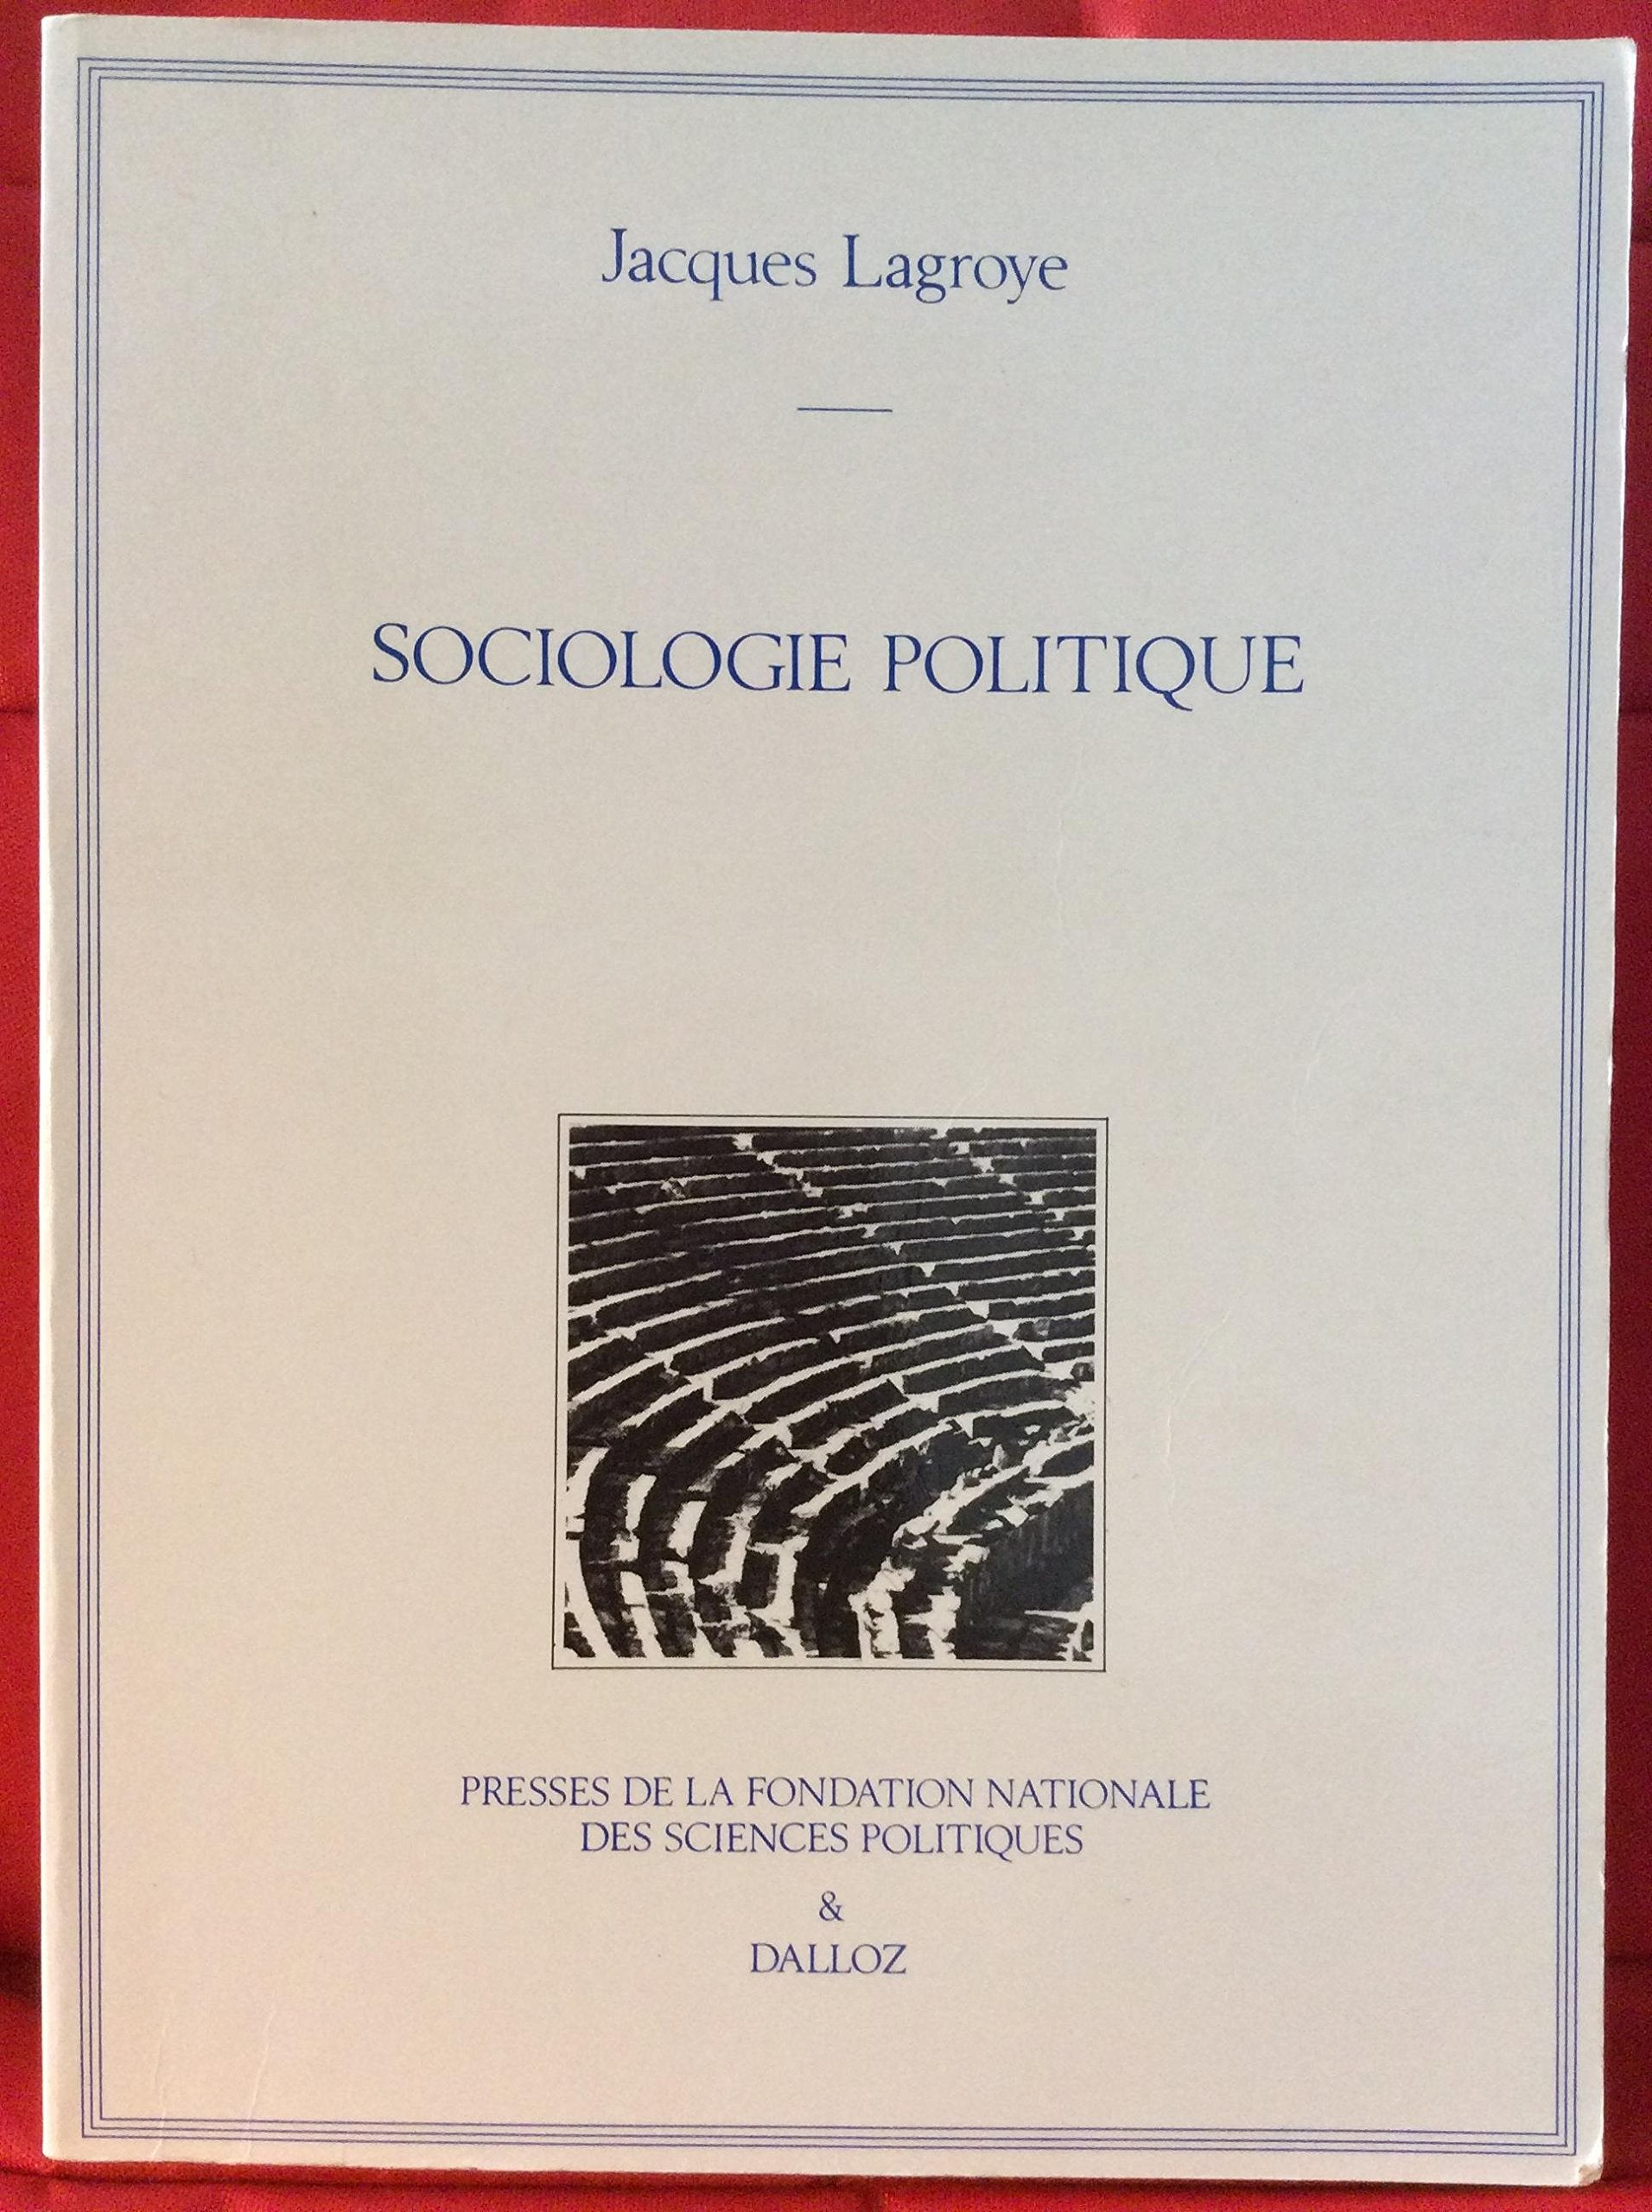 Jacques Lagroye
SOCIOLOGIE POLITIQUE
PRESSES DE LA FONDATION NATIONALE
DES SCIENCES POLITIQUES
&
DALLOZ